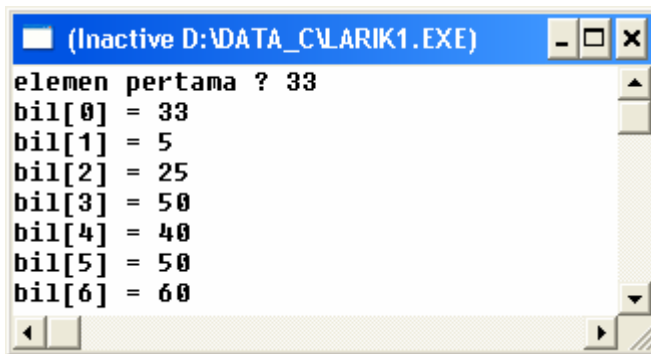 (Inactive D:\DATA_C\LARIK1.EXE)
elemen pertama ? 33
bil[0] = 33
bil[1] = 5
bil[2] = 25
bil[3] = 50
bil[4] = 40
bil[5] = 50
bil[6] = 60